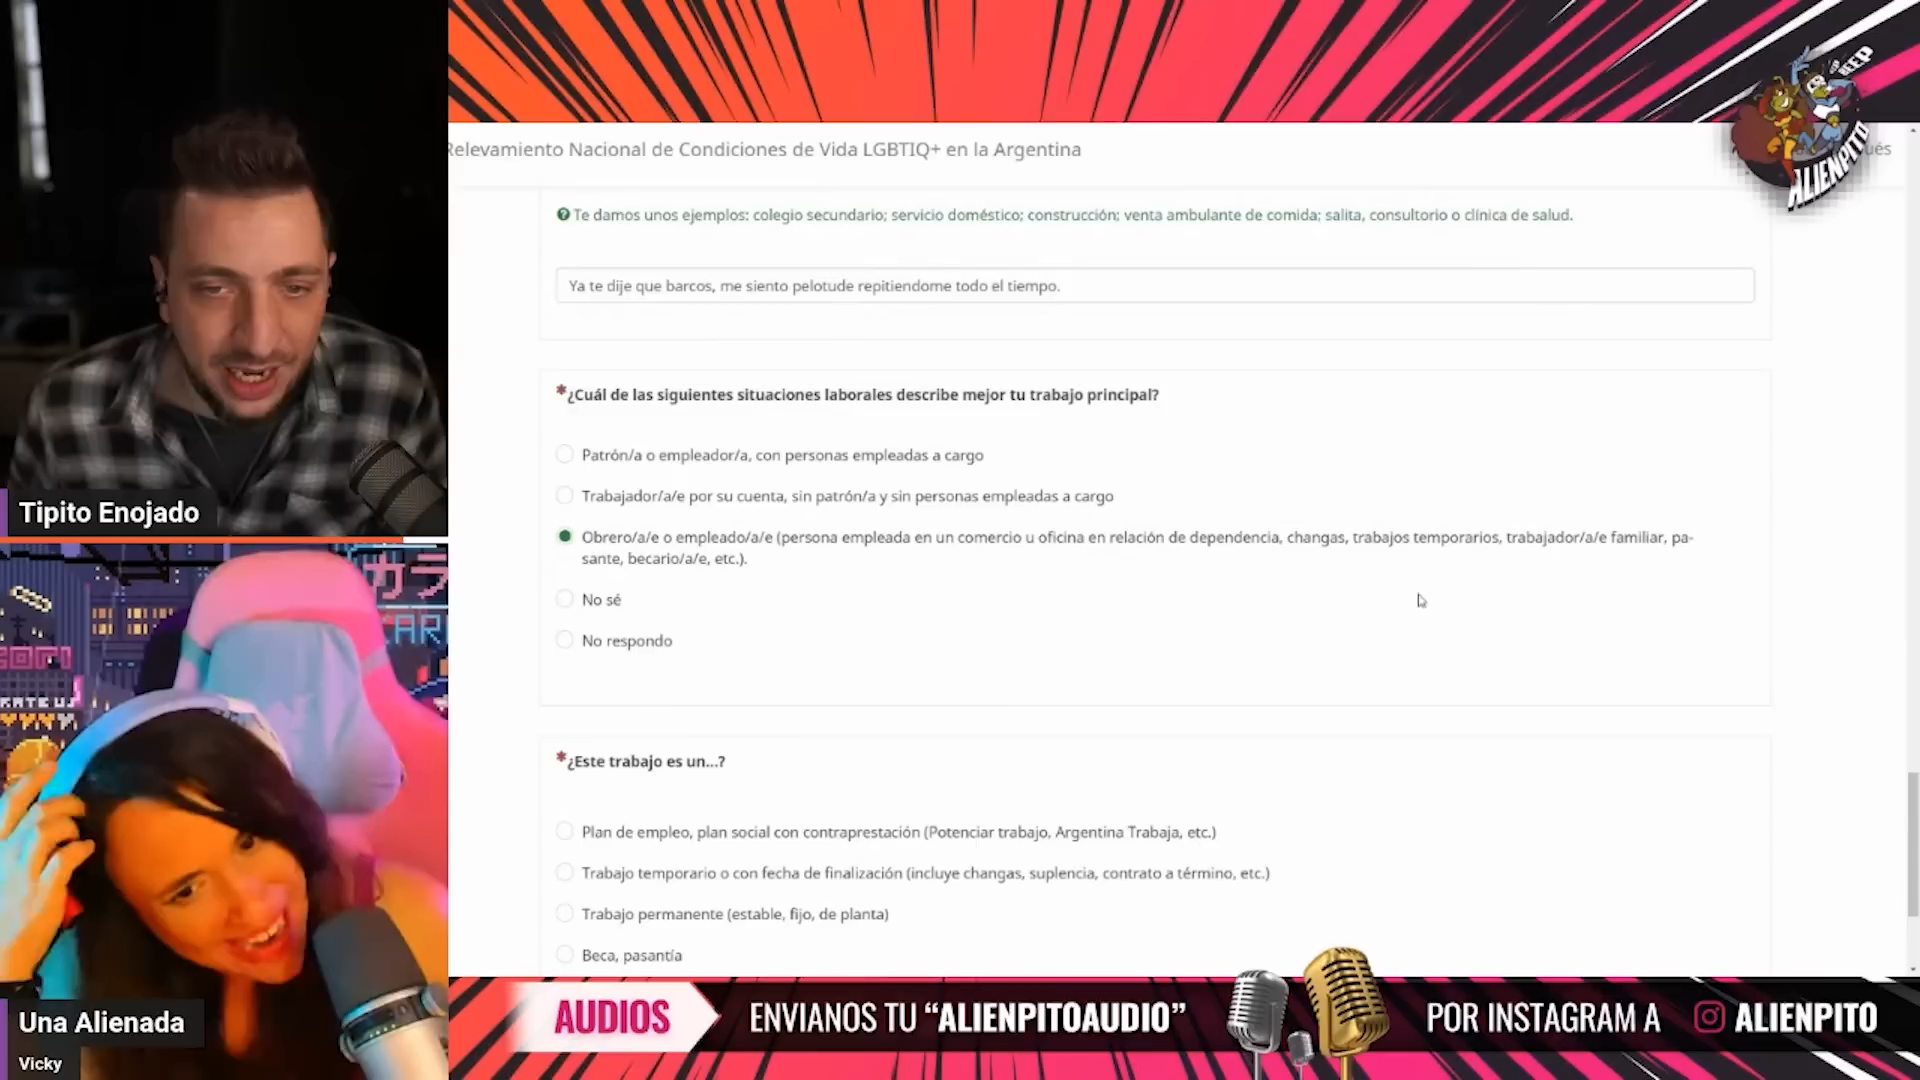 Relevamiento Nacional de Condiciones de Vida LGBTIQ+ en la Argentina
ués
BEEP
ALIENPITO
Te damos unos ejemplos: colegio secundario; servicio doméstico; construcción; venta ambulante de comida; salita, consultorio o clínica de salud.
Ya te dije que barcos, me siento pelotude repitiendome todo el tiempo.
*¿Cuál de las siguientes situaciones laborales describe mejor tu trabajo principal?
Patrón/a o empleador/a, con personas empleadas a cargo
Trabajador/a/e por su cuenta, sin patrón/a y sin personas empleadas a cargo
Obrero/a/e o empleado/a/e (persona empleada en un comercio u oficina en relación de dependencia, changas, trabajos temporarios, trabajador/a/e familiar, pa-
sante, becario/a/e, etc.).
No sé
No respondo
*¿Este trabajo es un...?
Plan de empleo, plan social con contraprestación (Potenciar trabajo, Argentina Trabaja, etc.)
Trabajo temporario o con fecha de finalización (incluye changas, suplencia, contrato a término, etc.)
Trabajo permanente (estable, fijo, de planta)
Beca, pasantía
Tipito Enojado
カラ
KAR
Una Alienada
Vicky
AUDIOS
ENVIANOS TU “ALIENPITOAUDIO”
POR INSTAGRAM A
ALIENPITO